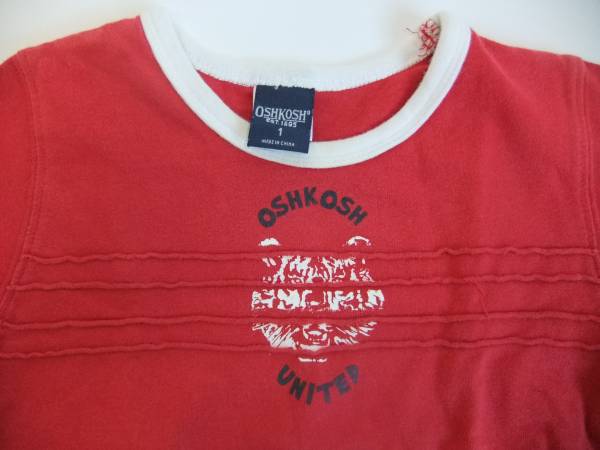 OSHKOSH
EST. 1895
1
MADE IN CHINA
OSHKOSH
UNITED